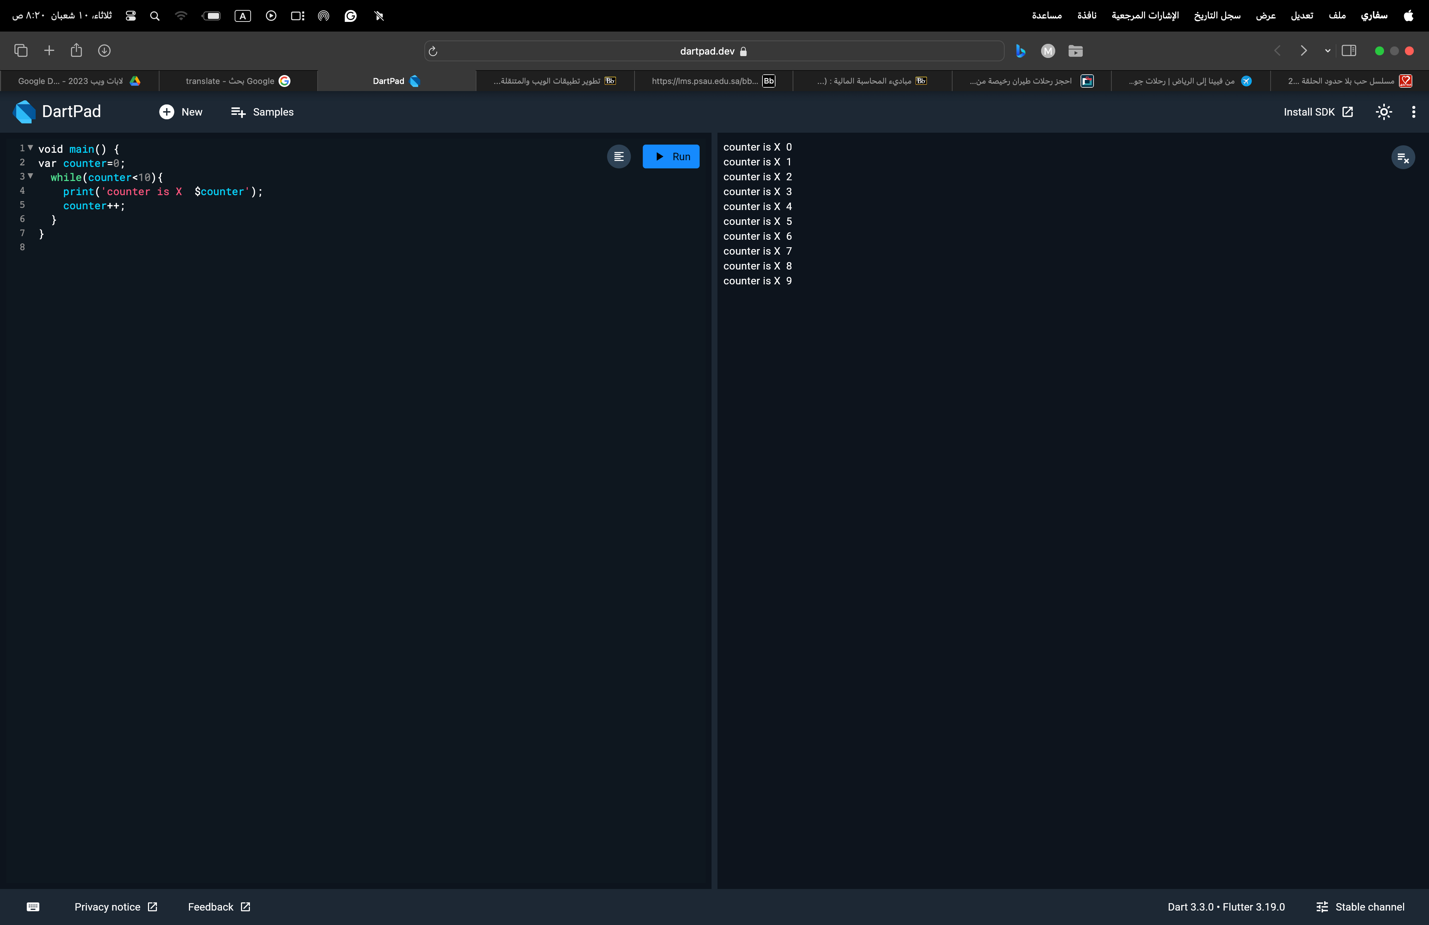 سفاري ملف تعديل عرض سجل التاريخ الإشارات المرجعية نافذة مساعدة A ثلاثاء، ١٠ شعبان ٨:٢٠ ص
dartpad.dev M
مسلسل حب بلا حدود الحلقة 2...
من فيينا إلى الرياض | رحلات جو...
احجز رحلات طيران رخيصة من...
مباديء المحاسبة المالية : (...
https://lms.psau.edu.sa/bb... Bb
تطوير تطبيقات الويب والمتنقلة...
DartPad
translate - بحث Google
لابات ويب 2023 - Google D...
DartPad New Samples Install SDK
1 void main() {
2 var counter=0;
3 while(counter<10){
4 print('counter is X  $counter');
5 counter++;
6 }
7 }
8
Run
counter is X  0
counter is X  1
counter is X  2
counter is X  3
counter is X  4
counter is X  5
counter is X  6
counter is X  7
counter is X  8
counter is X  9
Privacy notice Feedback Dart 3.3.0 • Flutter 3.19.0 Stable channel